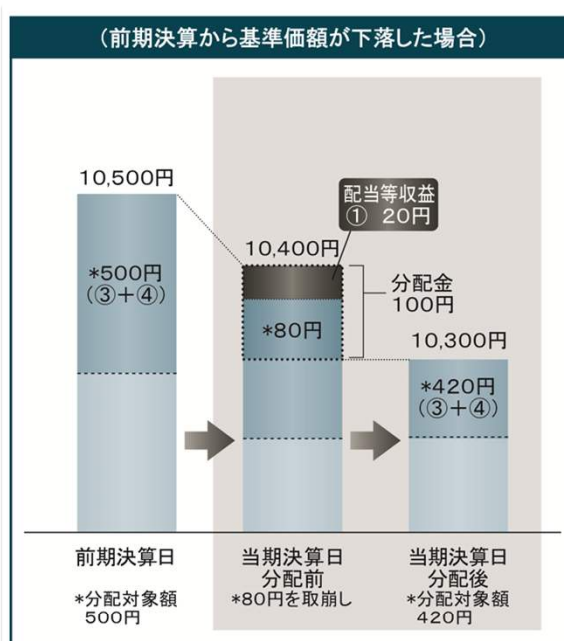 （前期決算から基準価額が下落した場合）
10,500円
*500円
（③＋④）
配当等収益
① 20円
10,400円
*80円
分配金
100円
10,300円
*420円
（③＋④）
前期決算日
*分配対象額
500円
当期決算日
分配前
*80円を取崩し
当期決算日
分配後
*分配対象額
420円